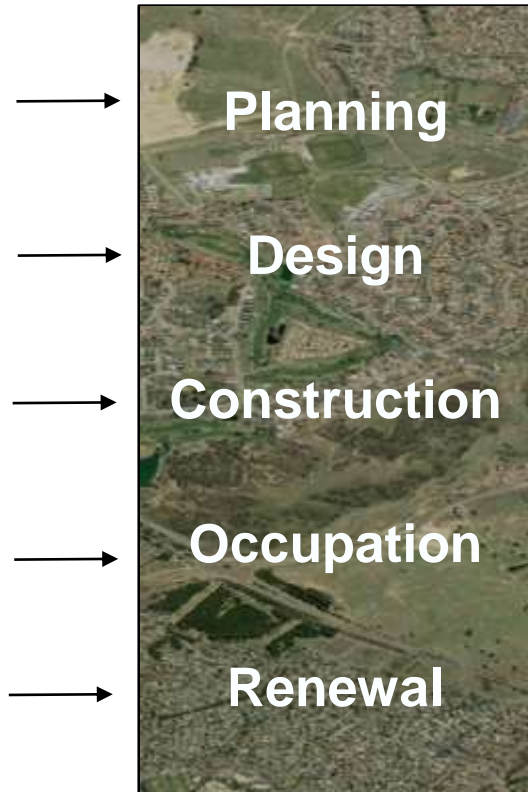 Planning
Design
Construction
Occupation
Renewal